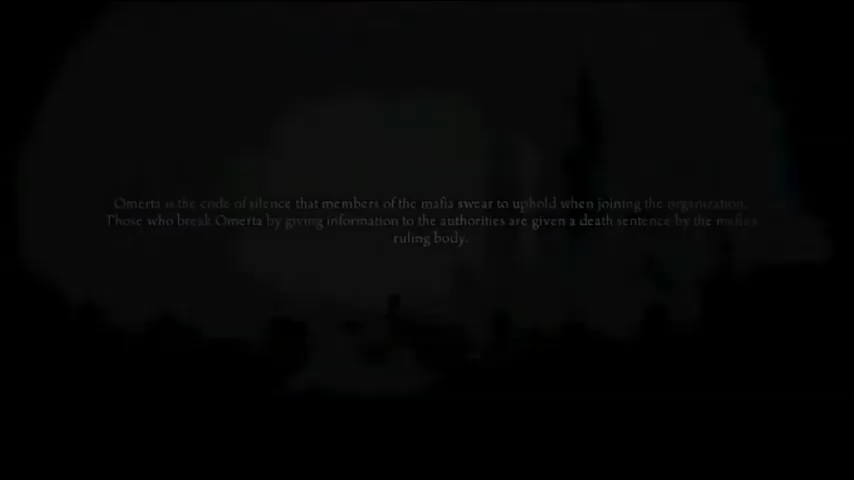 Omerta is the code of silence that members of the mafia swear to uphold when joining the organization.
Those who break Omerta by giving information to the authorities are given a death sentence by the mafia's
ruling body.